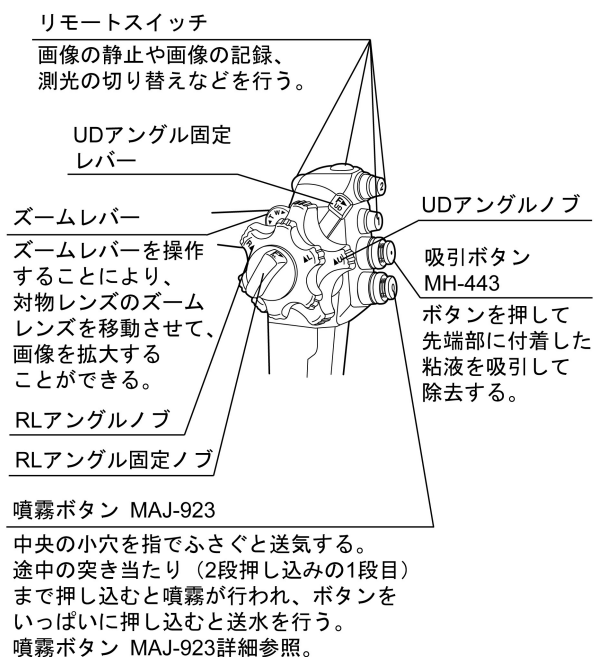 リモートスイッチ
画像の静止や画像の記録、
測光の切り替えなどを行う。
UDアングル固定
レバー
ズームレバー
ズームレバーを操作
することにより、
対物レンズのズーム
レンズを移動させて、
画像を拡大する
ことができる。
RLアングルノブ
RLアングル固定ノブ
UDアングルノブ
吸引ボタン
MH-443
ボタンを押して
先端部に付着した
粘液を吸引して
除去する。
噴霧ボタン MAJ-923
中央の小穴を指でふさぐと送気する。
途中の突き当たり（2段押し込みの1段目）
まで押し込むと噴霧が行われ、ボタンを
いっぱいに押し込むと送水を行う。
噴霧ボタン MAJ-923詳細参照。
2
F
UD
W